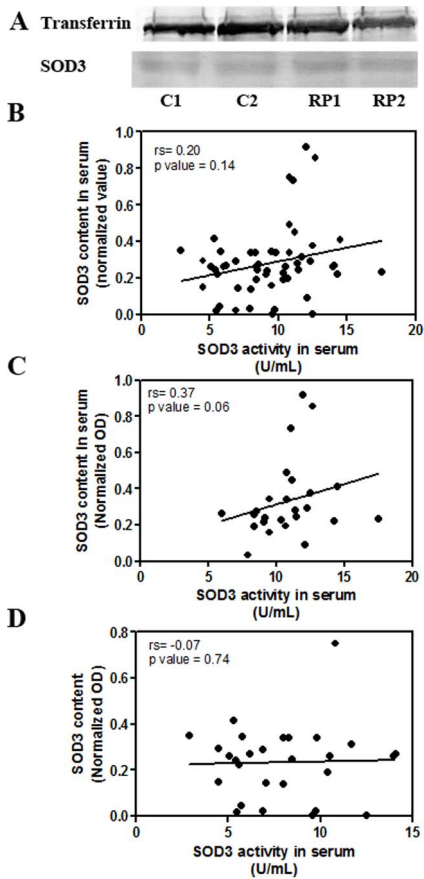 A
Transferrin
SOD3
C1 C2 RP1 RP2
B
rs= 0.20
p value = 0.14
SOD3 content In serum
(normalized value)
1.0
0.8
0.6
0.4
0.2
0.0
0 5 10 15 20
SOD3 activity in serum
(U/mL)
C
rs= 0.37
p value = 0.06
SOD3 content In serum
(Normalized OD)
1.0
0.8
0.6
0.4
0.2
0.0
0 5 10 15 20
SOD3 activity in serum
(U/mL)
D
rs= -0.07
p value = 0.74
SOD3 content
(Normalized OD)
0.8
0.6
0.4
0.2
0.0
0 5 10 15
SOD3 activity in serum
(U/mL)